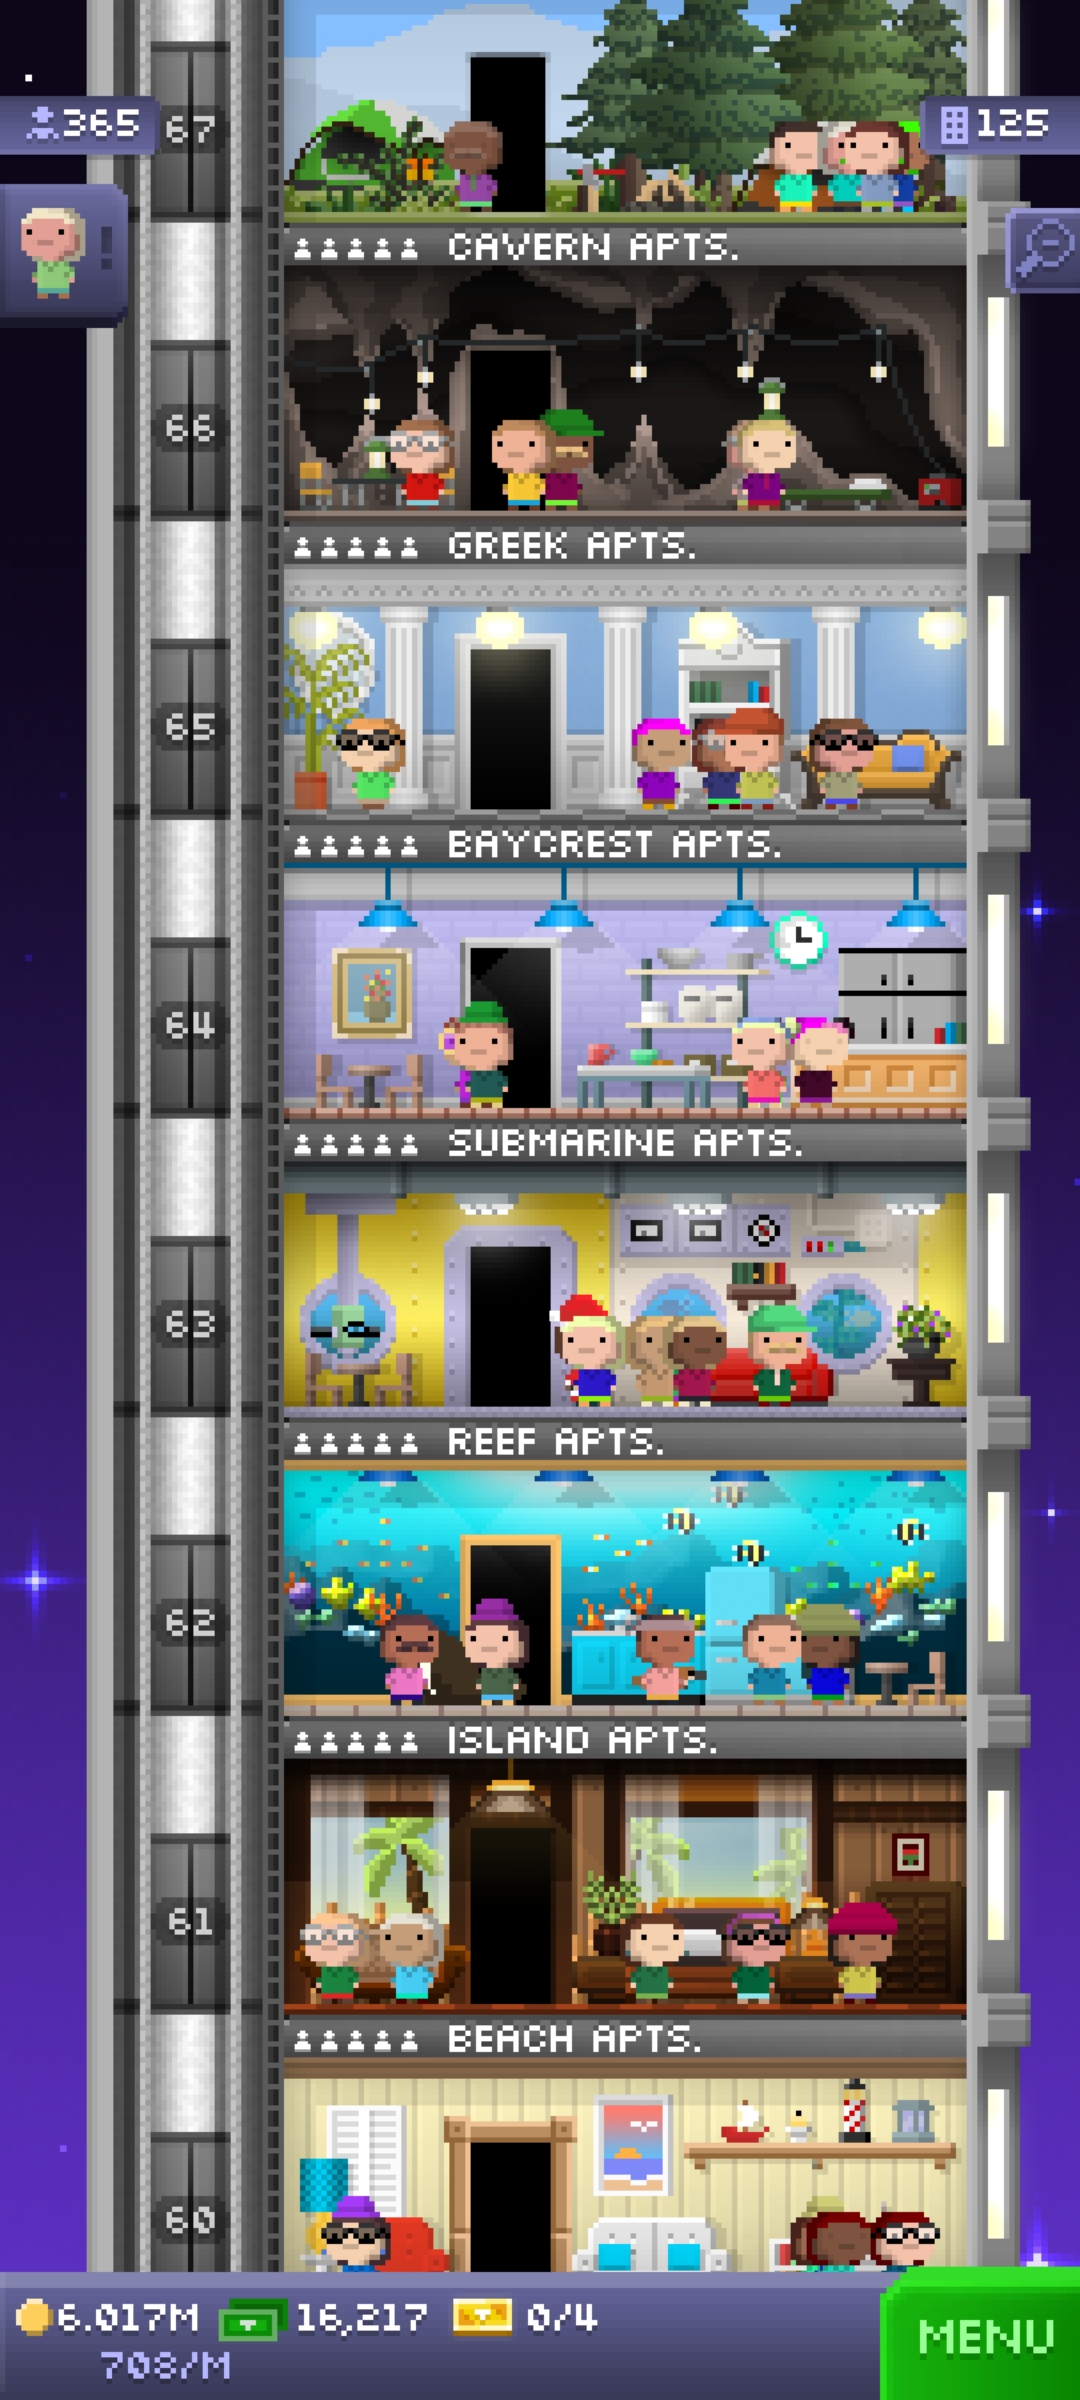 365
67
125
!
CAVERN APTS.
66
GREEK APTS.
65
BAYCREST APTS.
64
SUBMARINE APTS.
63
REEF APTS.
62
ISLAND APTS.
61
BEACH APTS.
60
6.017M 16,217 0/4
708/M
MENU